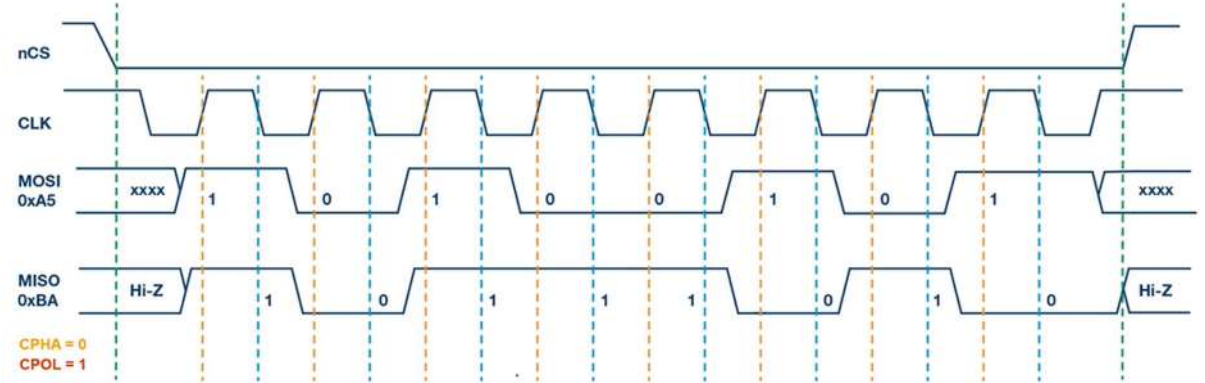 nCS
CLK
MOSI
0xA5
xxxx 1 0 1 0 0 1 0 1 xxxx
MISO
0xBA
Hi-Z 1 0 1 1 1 0 1 0 Hi-Z
CPHA = 0
CPOL = 1